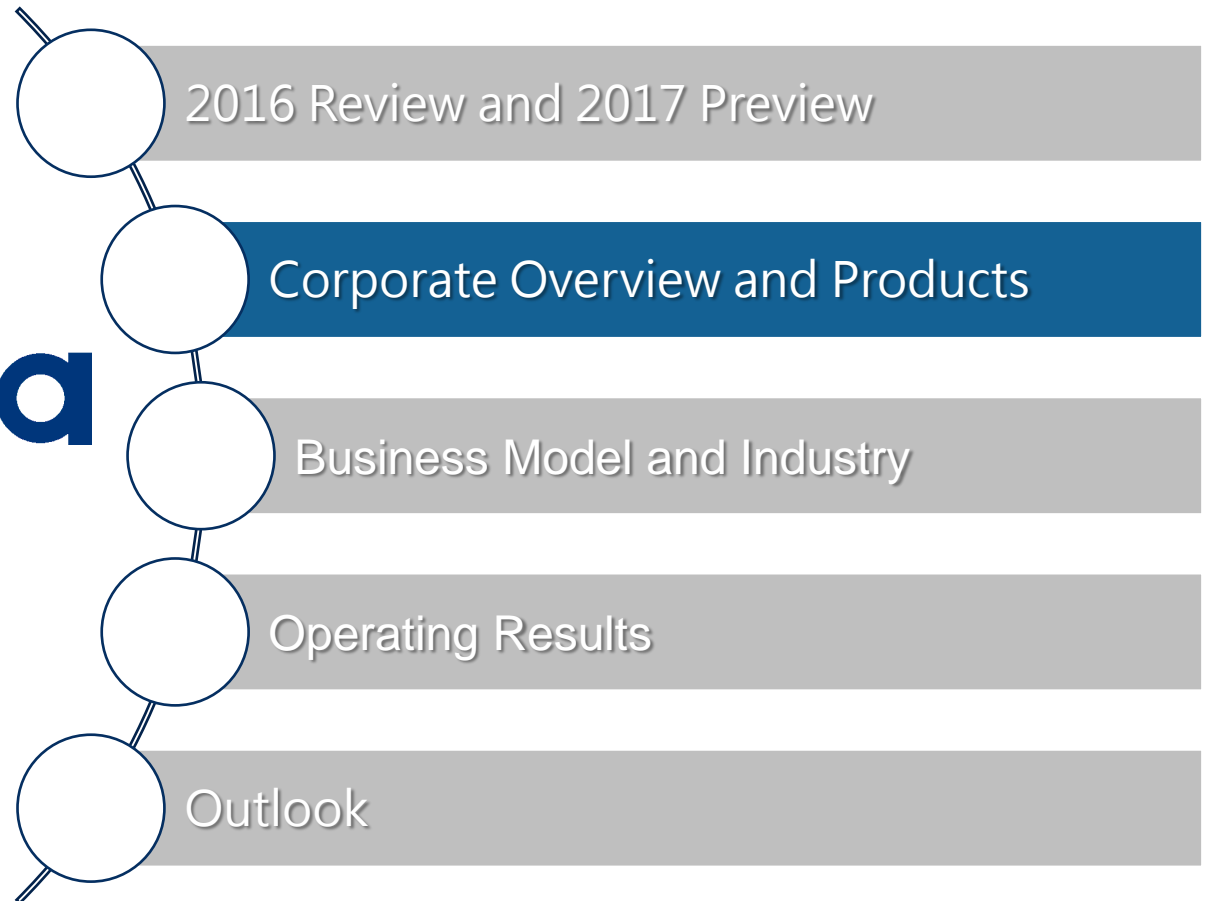 2016 Review and 2017 Preview
Corporate Overview and Products
a
Business Model and Industry
Operating Results
Outlook